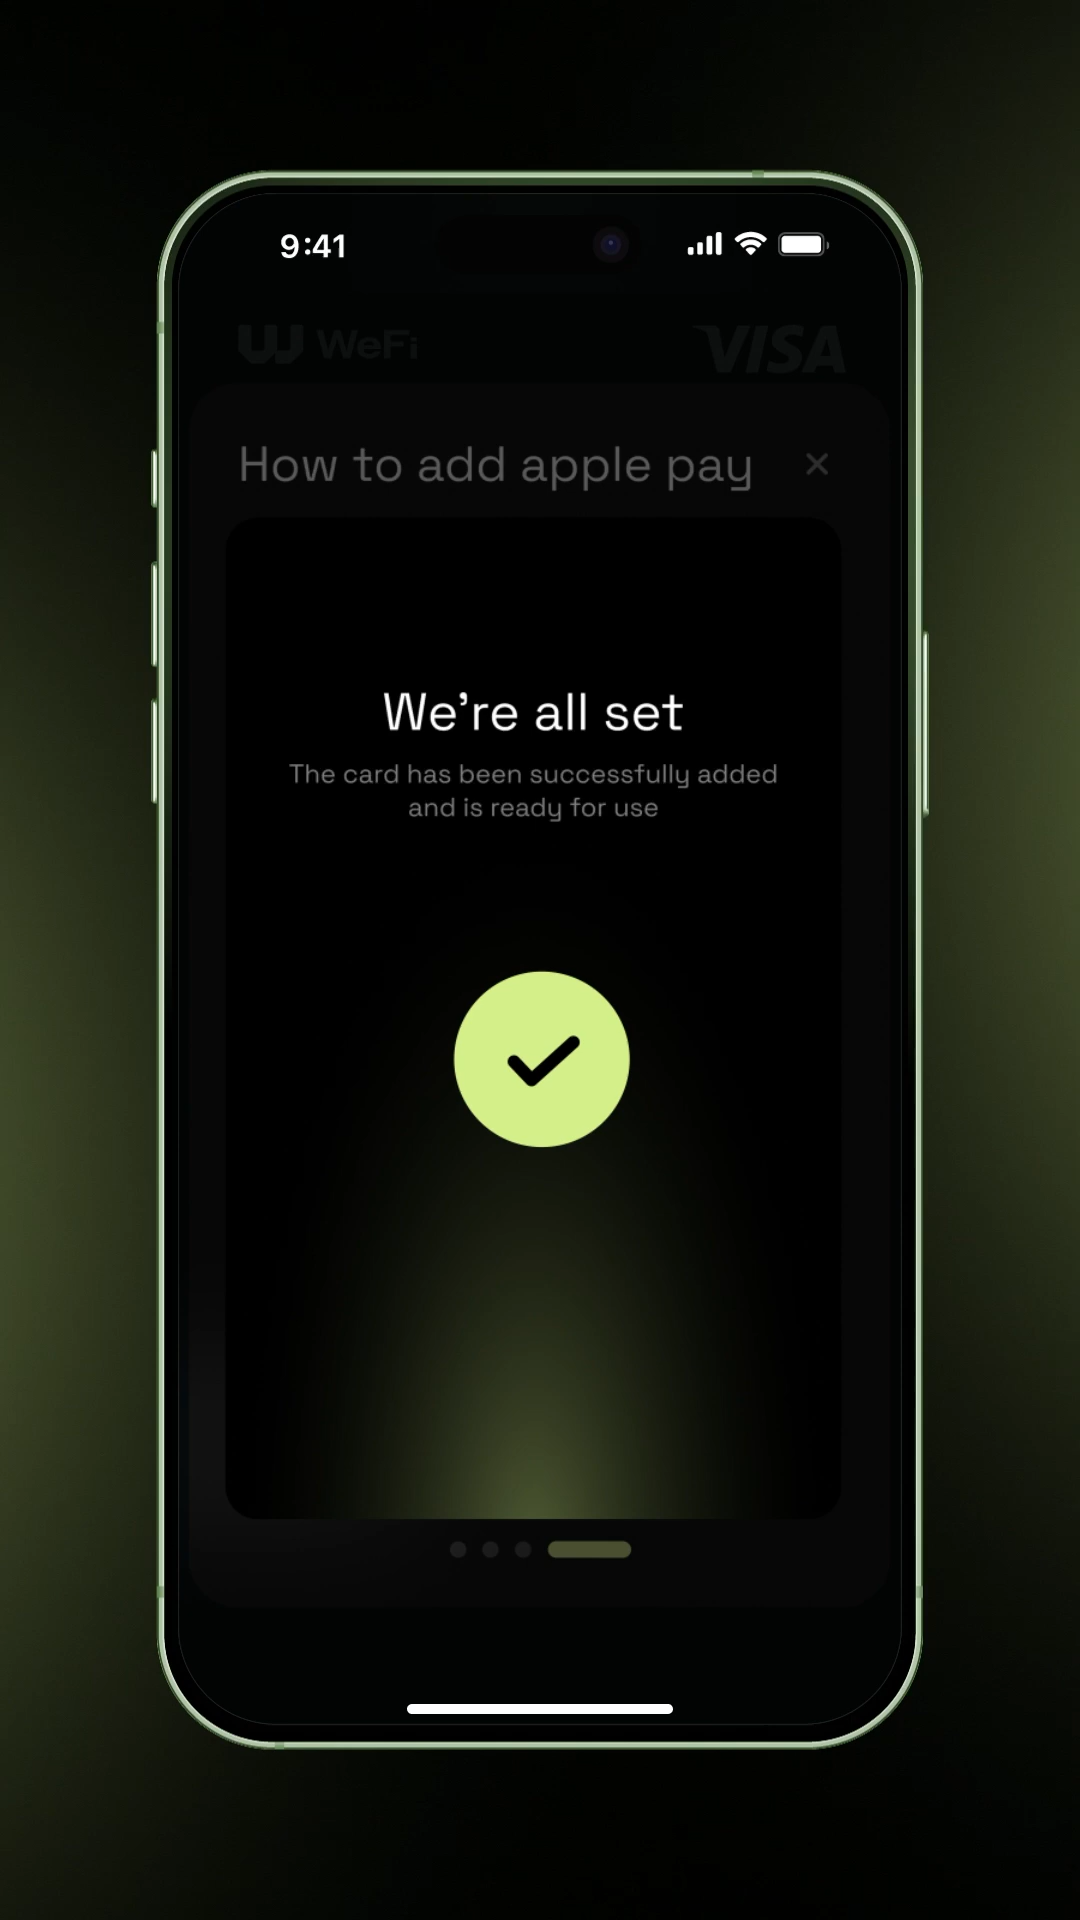 9:41
WeFi
VISA
How to add apple pay
We're all set
The card has been successfully added
and is ready for use